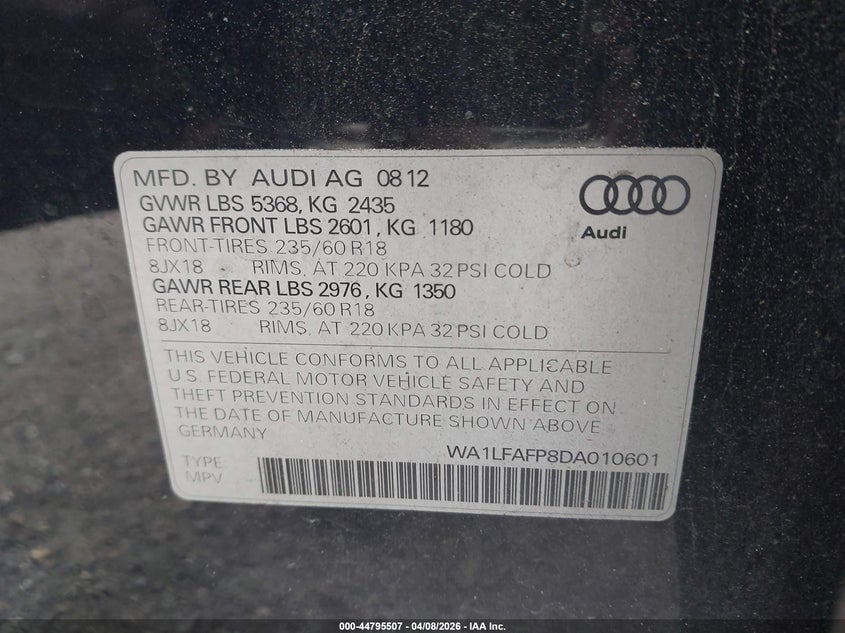 MFD. BY AUDI AG 08 12
GVWR LBS 5368, KG 2435
GAWR FRONT LBS 2601, KG 1180
FRONT-TIRES 235/60 R18
8JX18 RIMS, AT 220 KPA 32 PSI COLD
GAWR REAR LBS 2976, KG 1350
REAR-TIRES 235/60 R18
8JX18 RIMS, AT 220 KPA 32 PSI COLD
Audi
THIS VEHICLE CONFORMS TO ALL APPLICABLE
U.S. FEDERAL MOTOR VEHICLE SAFETY AND
THEFT PREVENTION STANDARDS IN EFFECT ON
THE DATE OF MANUFACTURE SHOWN ABOVE
GERMANY
WA1LFAFP8DA010601
TYPE
MPV
000-44795507 - 04/08/2026 - IAA Inc.